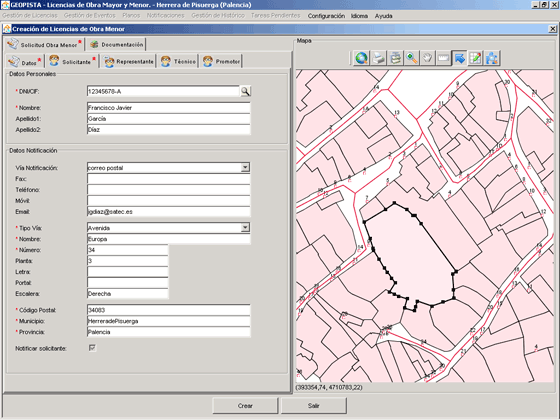 GEOPISTA - Licencias de Obra Mayor y Menor. - Herrera de Pisuerga (Palencia)
Gestión de Licencias Gestión de Eventos Planos Notificaciones Gestión de Histórico Tareas Pendientes Configuración Idioma Ayuda
Creación de Licencias de Obra Menor
Solicitud Obra Menor * Documentación
Datos * Solicitante * Representante Técnico Promotor
Datos Personales
* DNI/CIF: 12345678-A
* Nombre: Francisco Javier
Apellido1: García
Apellido2: Díaz
Datos Notificación
Vía Notificación: correo postal
Fax:
Teléfono:
Móvil:
Email: jgdiaz@satec.es
* Tipo Vía: Avenida
* Nombre: Europa
* Número: 34
Planta: 3
Letra:
Portal:
Escalera: Derecha
* Código Postal: 34083
* Municipio: HerreradePisuerga
* Provincia: Palencia
Notificar solicitante:
Mapa
(393354,74, 4710783,22)
Crear Salir